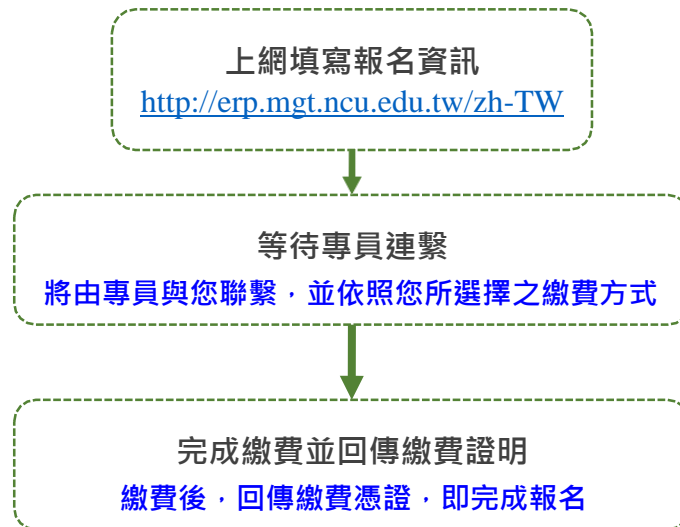 上網填寫報名資訊
http://erp.mgt.ncu.edu.tw/zh-TW
等待專員連繫
將由專員與您聯繫，並依照您所選擇之繳費方式
完成繳費並回傳繳費證明
繳費後，回傳繳費憑證，即完成報名